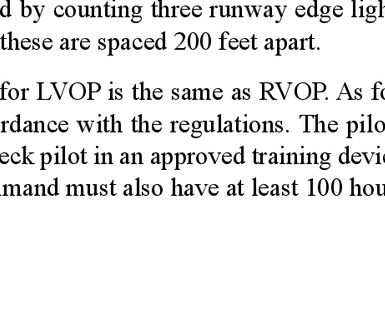 d by counting three runway edge ligh
these are spaced 200 feet apart.
for LVOP is the same as RVOP. As fo
rdance with the regulations. The pilo
eck pilot in an approved training devic
mand must also have at least 100 hou